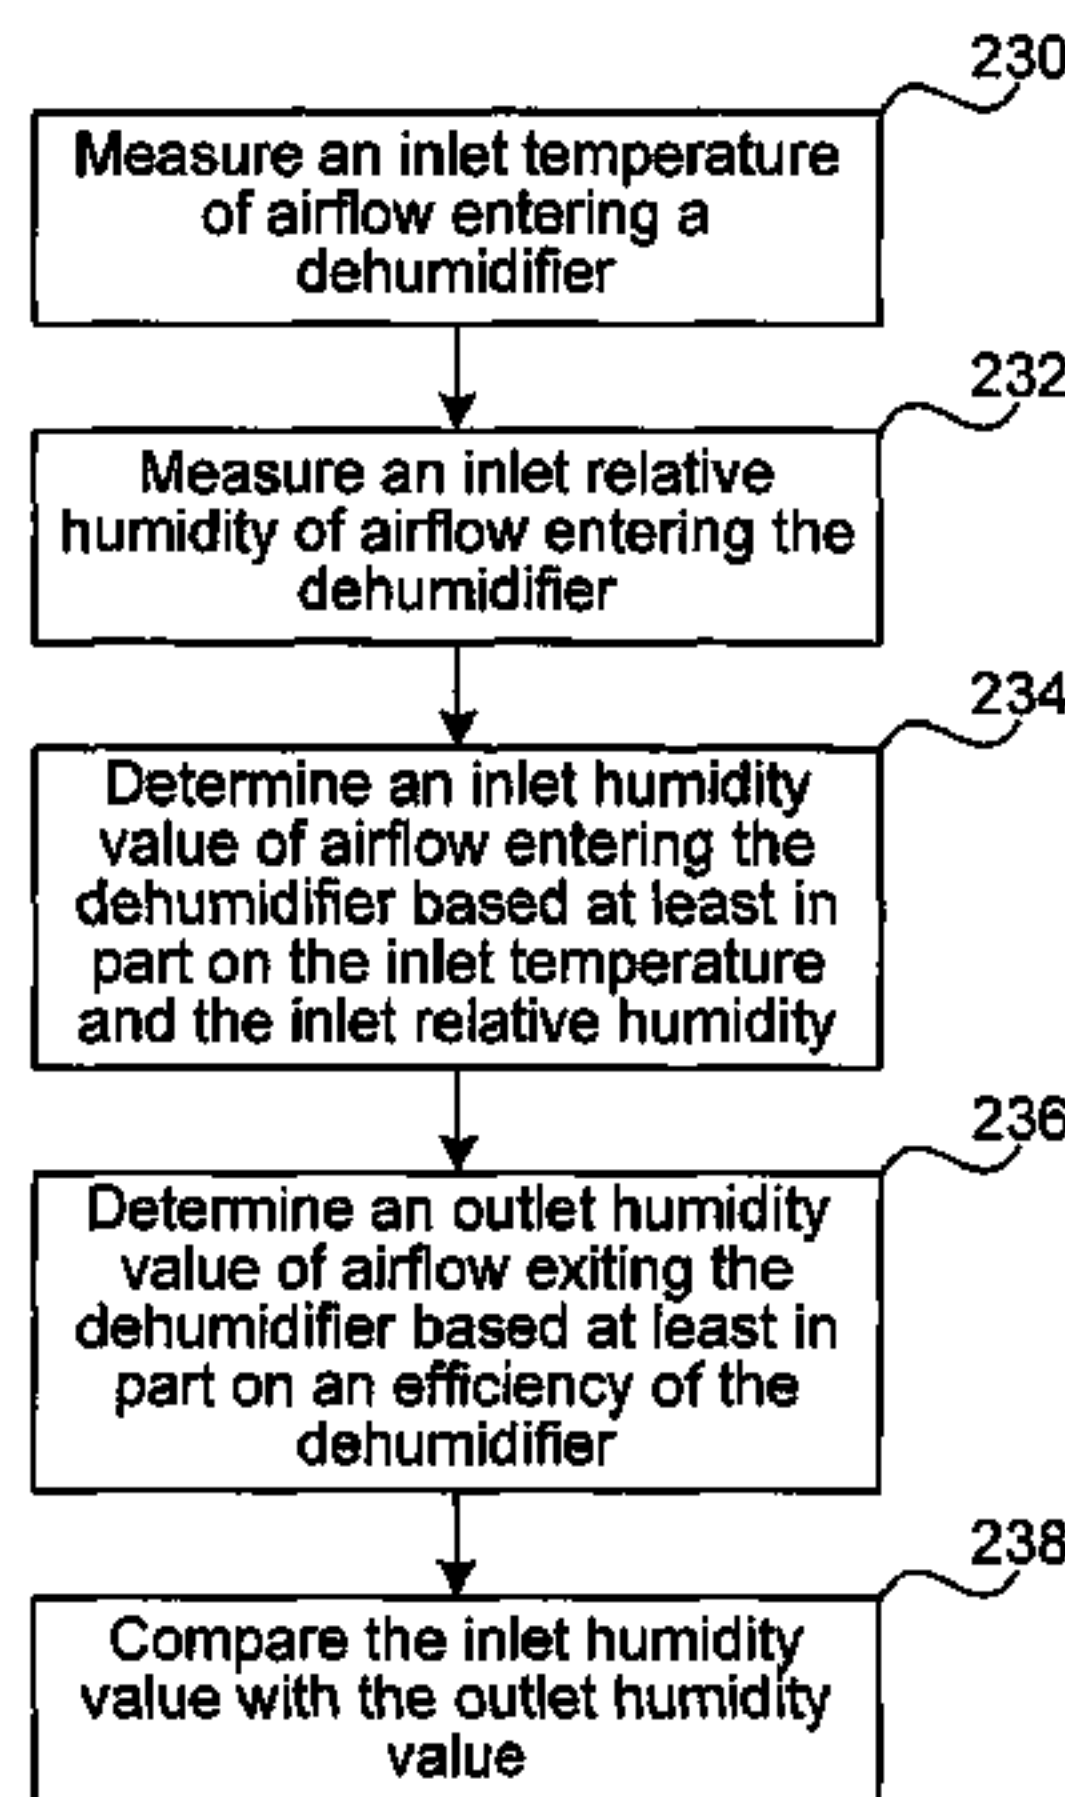 230
Measure an inlet temperature
of airflow entering a
dehumidifier
232
Measure an inlet relative
humidity of airflow entering the
dehumidifier
234
Determine an inlet humidity
value of airflow entering the
dehumidifier based at least in
part on the inlet temperature
and the inlet relative humidity
236
Determine an outlet humidity
value of airflow exiting the
dehumidifier based at least in
part on an efficiency of the
dehumidifier
238
Compare the inlet humidity
value with the outlet humidity
value